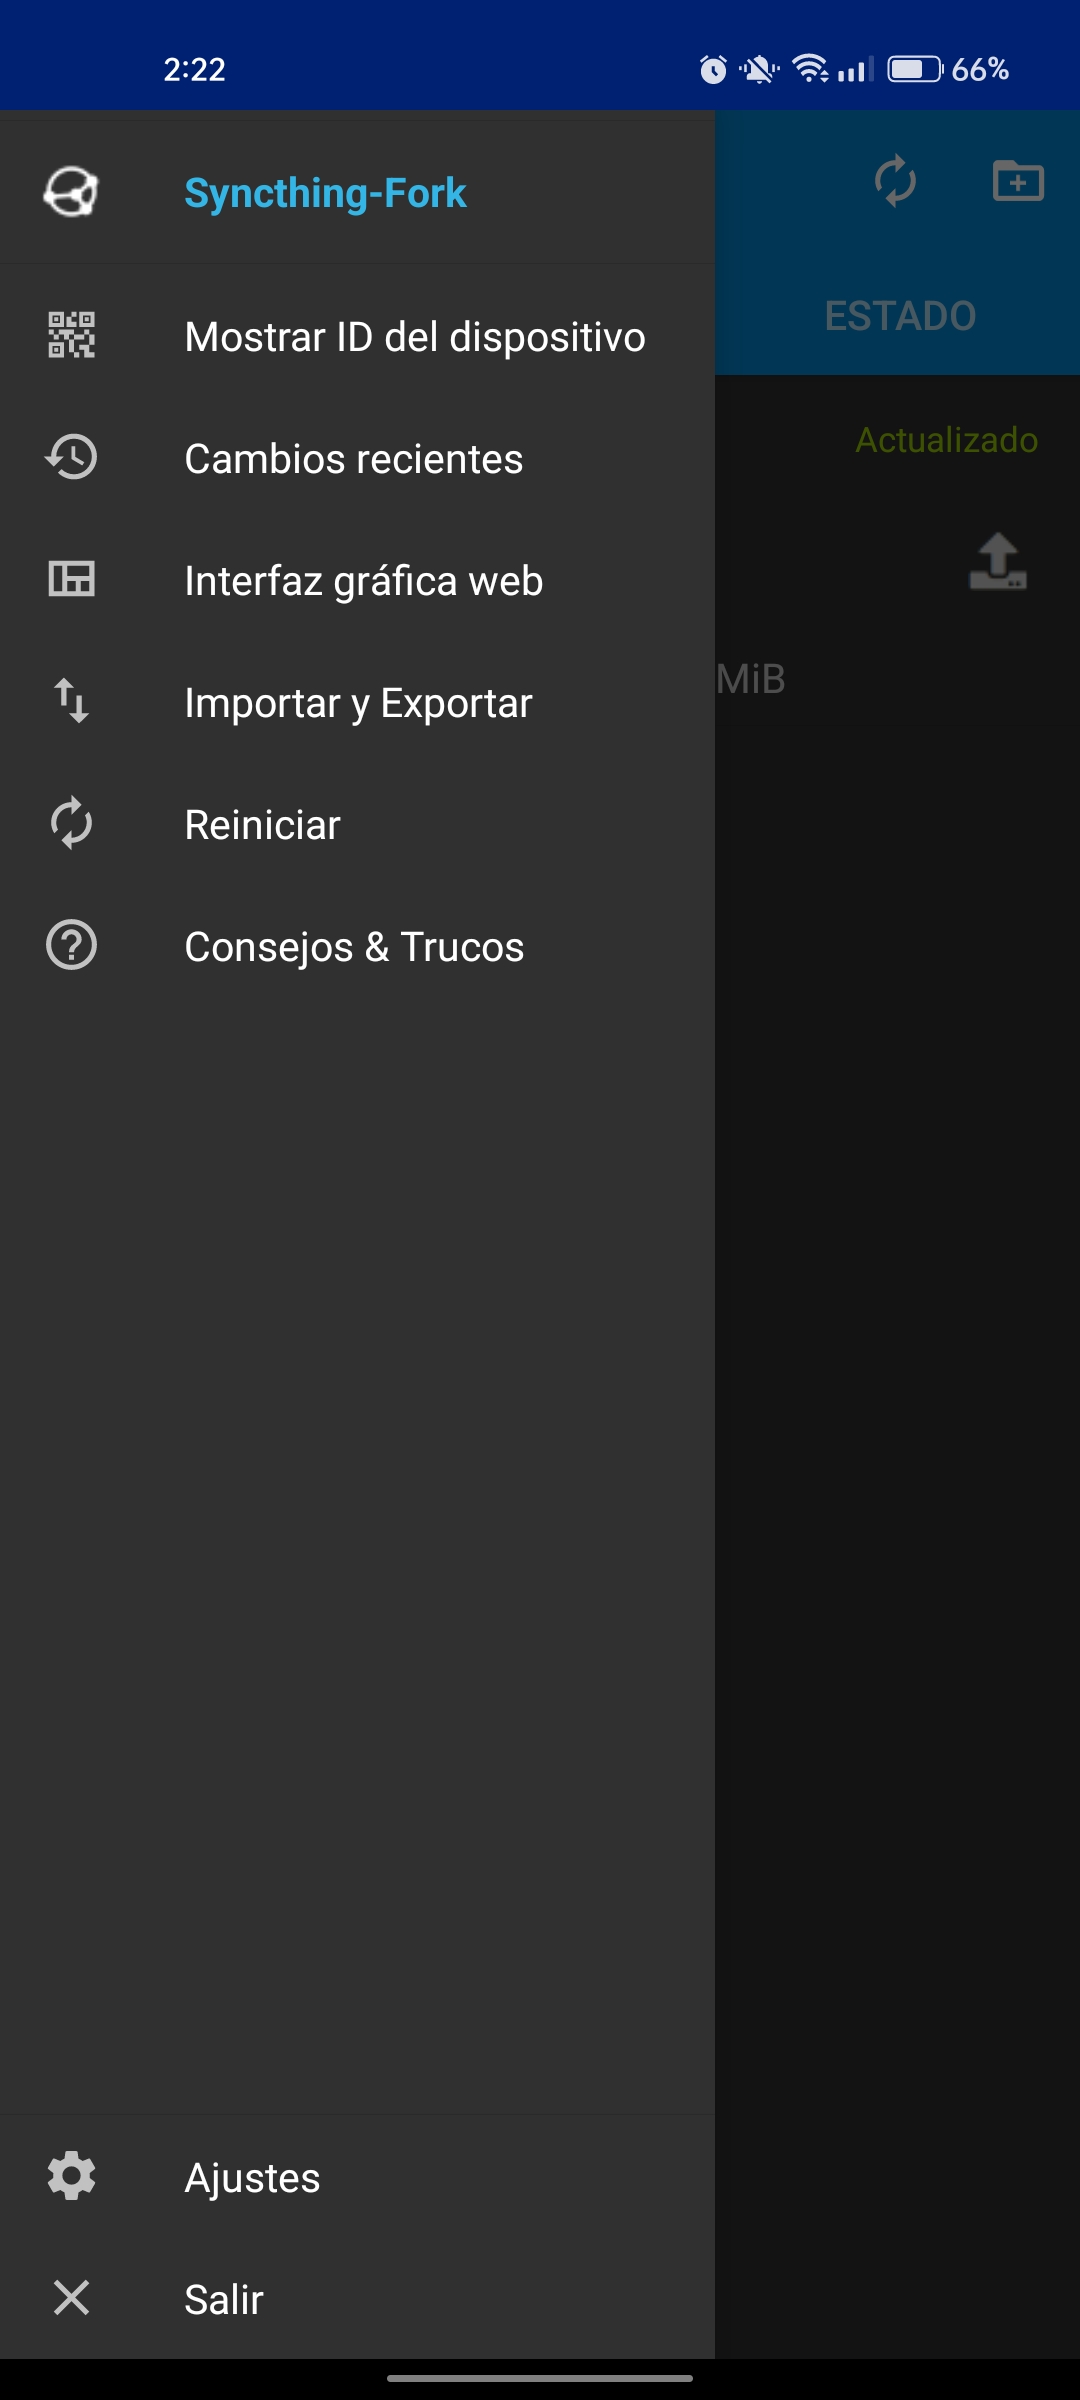 2:22
66%
Syncthing-Fork
ESTADO
Mostrar ID del dispositivo
Actualizado
Cambios recientes
Interfaz gráfica web
MiB
Importar y Exportar
Reiniciar
Consejos & Trucos
Ajustes
Salir